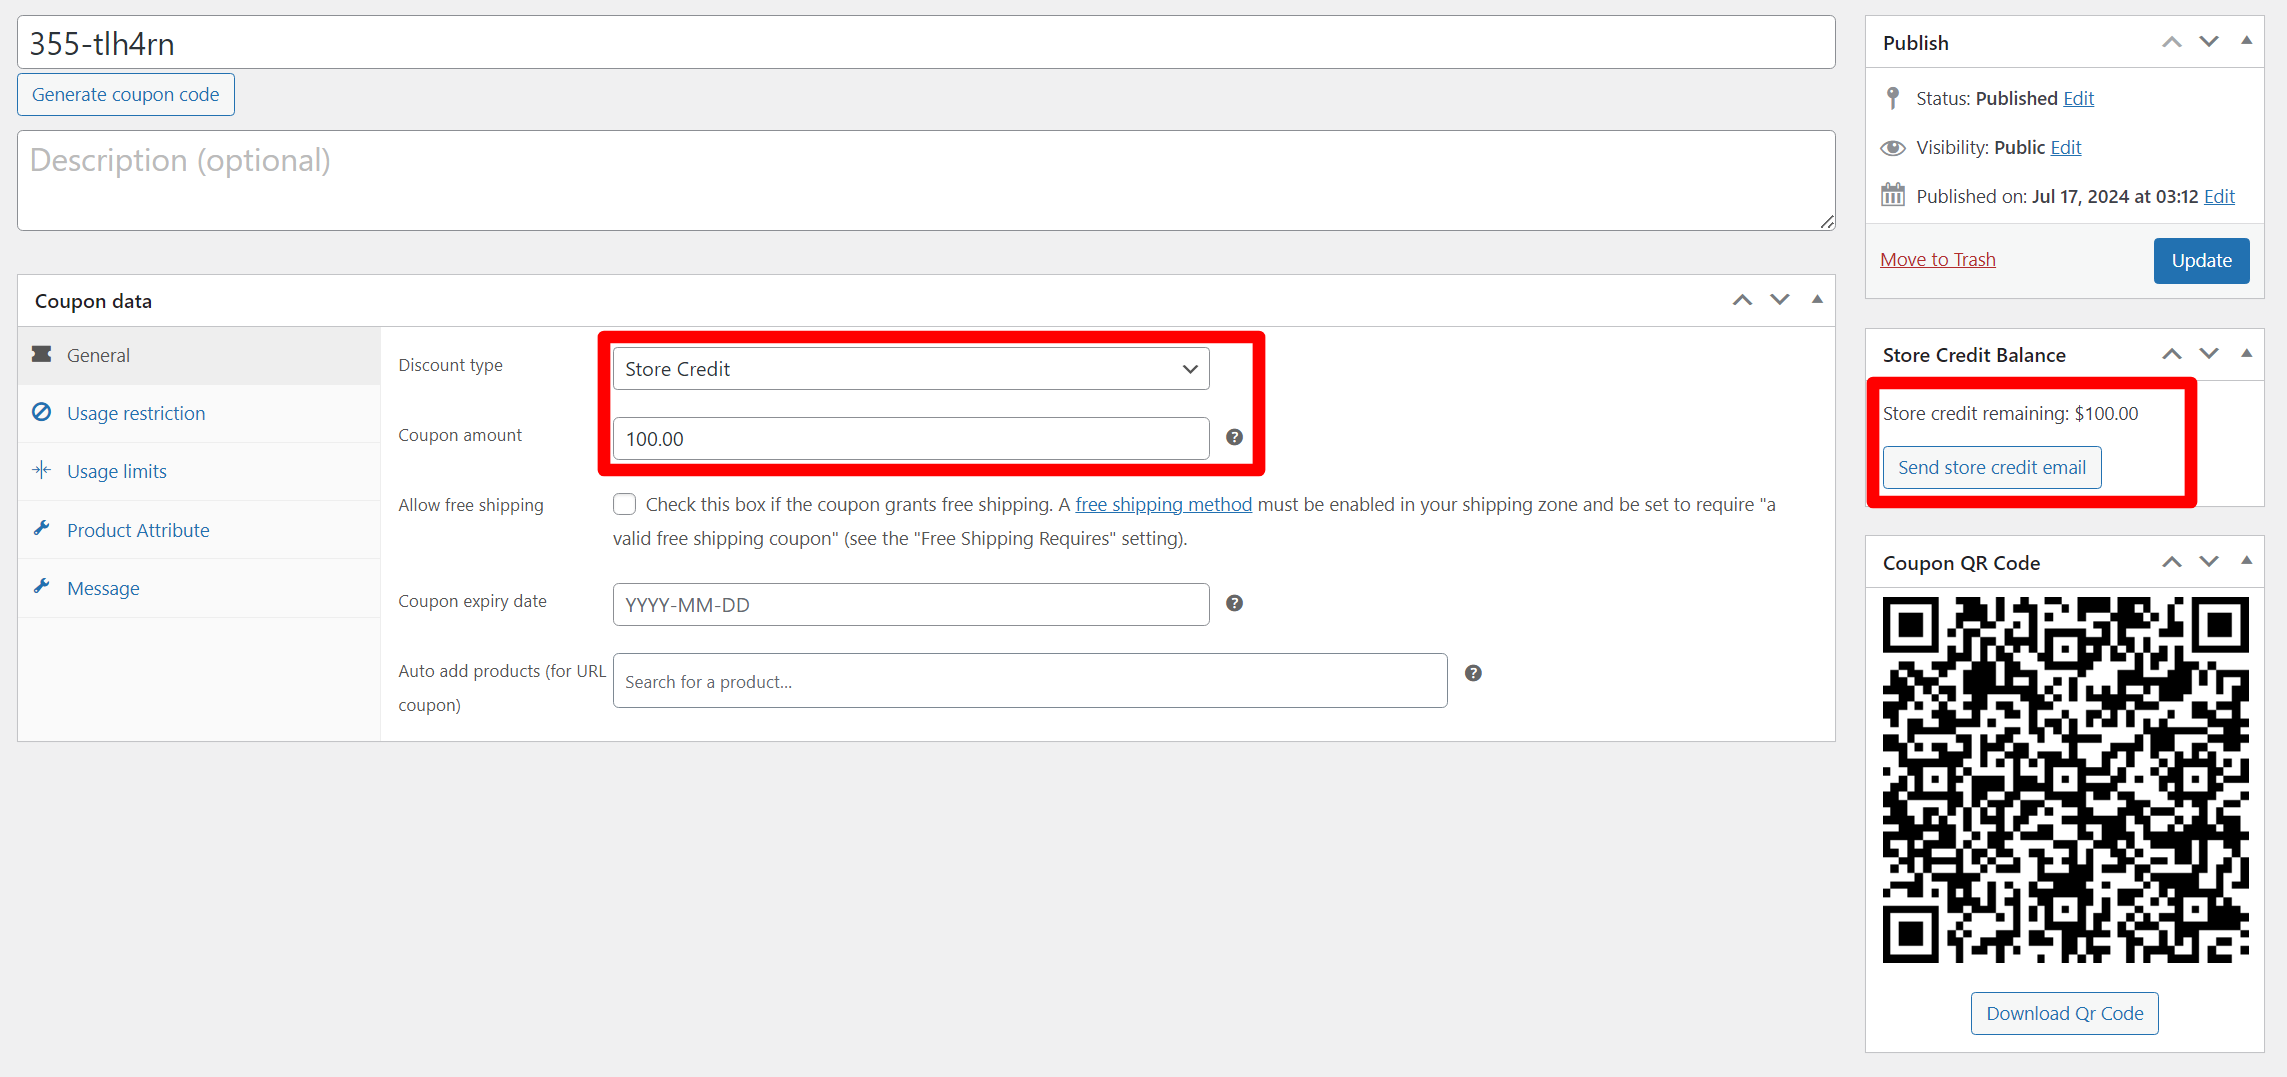 355-tlh4rn
Generate coupon code
Description (optional)
Coupon data
General
Usage restriction
Usage limits
Product Attribute
Message
Discount type
Store Credit
Coupon amount
100.00
Allow free shipping
Check this box if the coupon grants free shipping. A free shipping method must be enabled in your shipping zone and be set to require "a
valid free shipping coupon" (see the "Free Shipping Requires" setting).
Coupon expiry date
YYYY-MM-DD
Auto add products (for URL
coupon)
Search for a product...
Publish
Status: Published Edit
Visibility: Public Edit
Published on: Jul 17, 2024 at 03:12 Edit
Move to Trash
Update
Store Credit Balance
Store credit remaining: $100.00
Send store credit email
Coupon QR Code
Download Qr Code